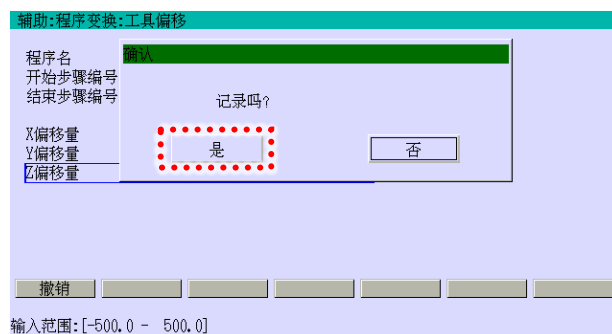 辅助:程序变换:工具偏移
确认
程序名
开始步骤编号
结束步骤编号
记录吗?
X偏移量
Y偏移量
Z偏移量
是
否
撤销
输入范围:[-500.0 - 500.0]